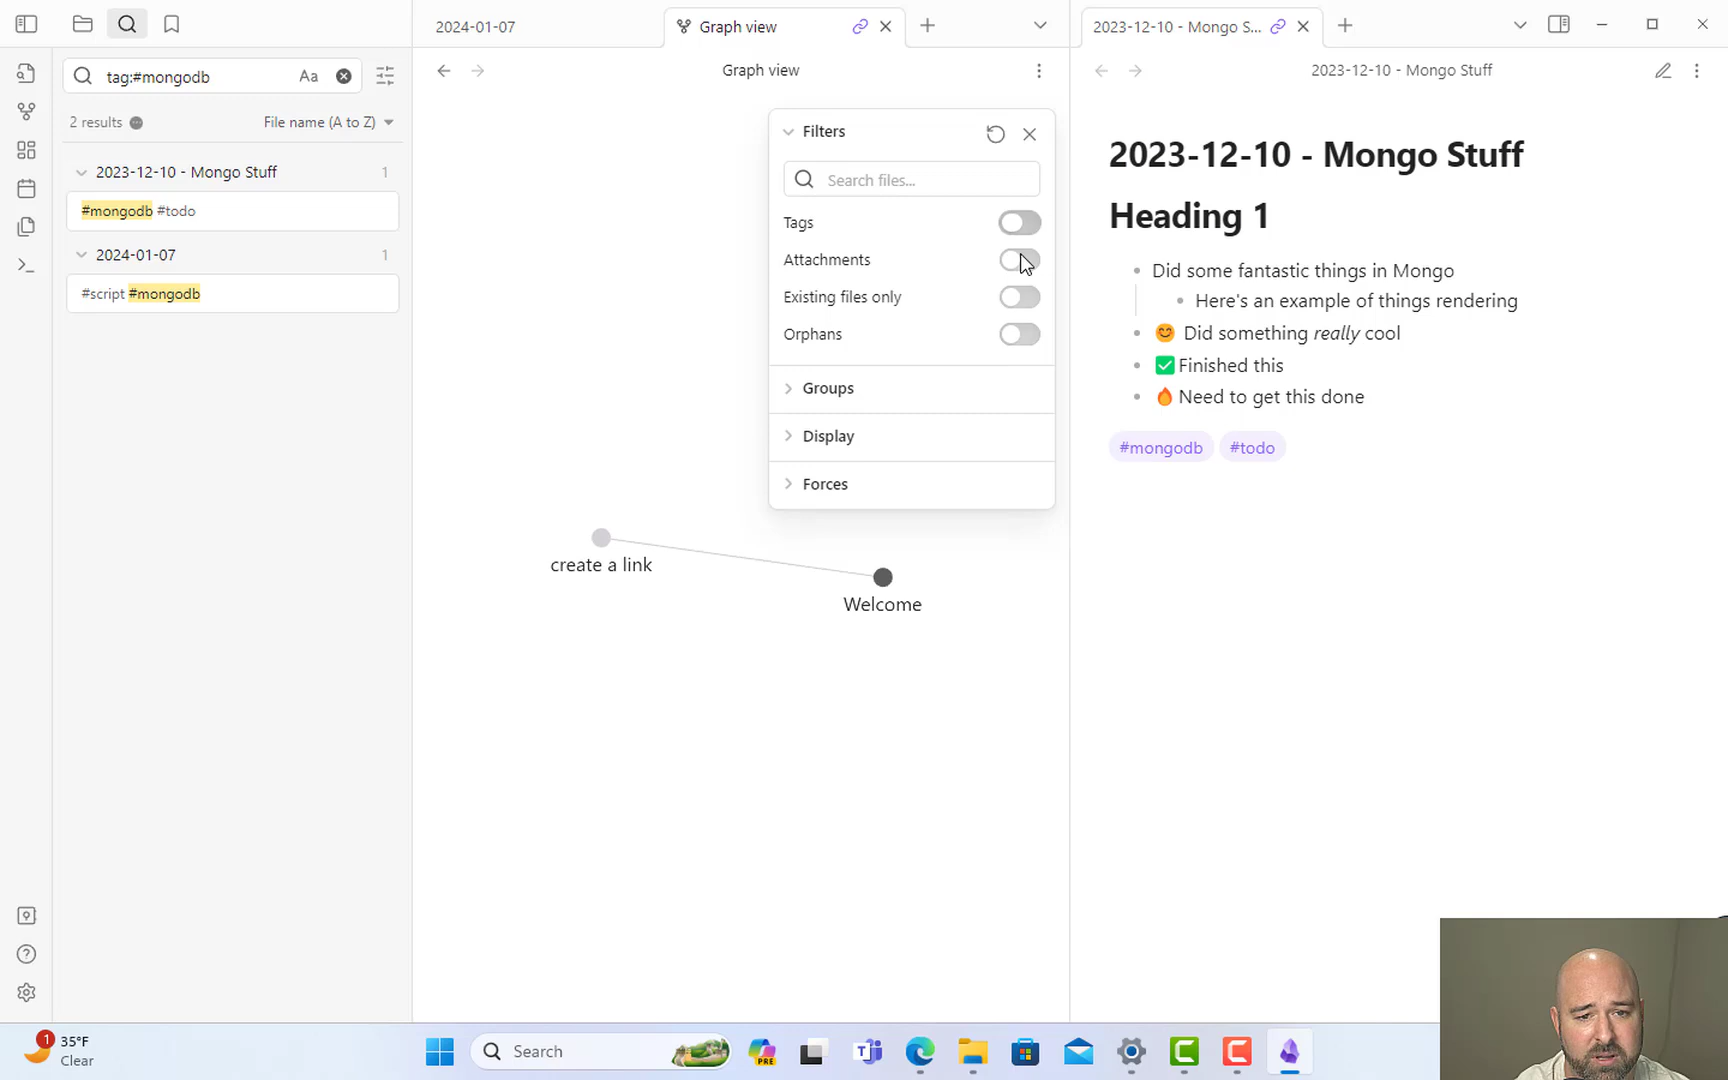 2024-01-07
Graph view
2023-12-10 - Mongo S...
tag:#mongodb
Aa
2 results
File name (A to Z)
2023-12-10 - Mongo Stuff
1
#mongodb #todo
2024-01-07
1
#script #mongodb
Graph view
Filters
Search files...
Tags
Attachments
Existing files only
Orphans
Groups
Display
Forces
create a link
Welcome
2023-12-10 - Mongo Stuff
2023-12-10 - Mongo Stuff
Heading 1
Did some fantastic things in Mongo
Here's an example of things rendering
😊 Did something really cool
✅ Finished this
🔥 Need to get this done
#mongodb #todo
1
35°F
Clear
Search
PRE